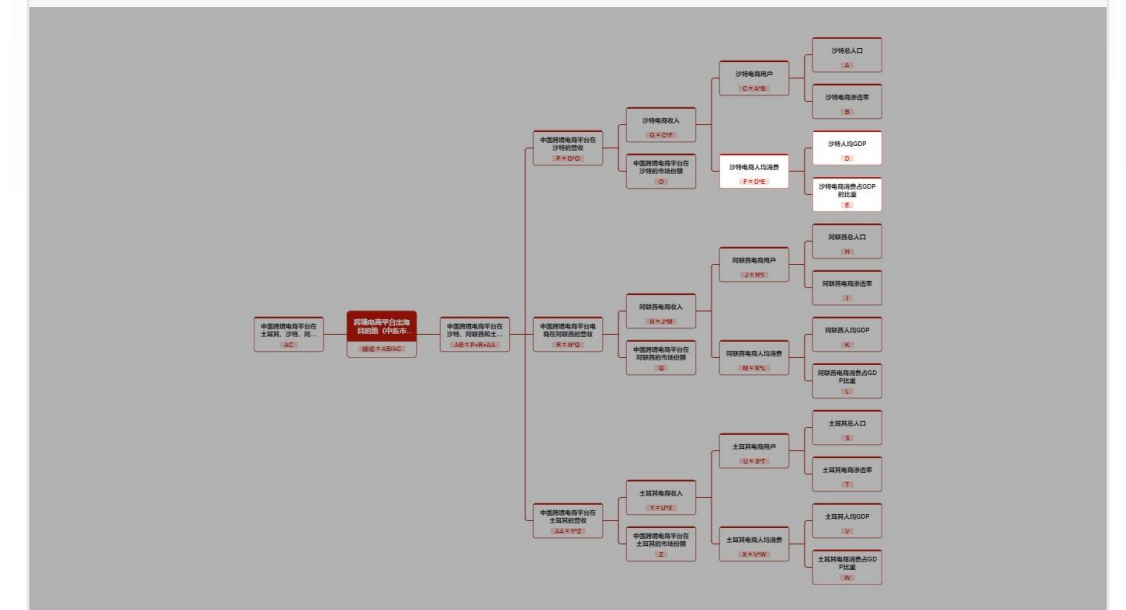 沙特总人口
A
沙特电商用户
C = A*B
沙特电商渗透率
B
沙特电商收入
G = C*F
中国跨境电商平台在
沙特的营收
P = G*O
沙特人均GDP
D
中国跨境电商平台在
沙特的市场份额
O
沙特电商人均消费
F = D*E
沙特电商消费占GDP
的比重
E
阿联酋总人口
H
阿联酋电商用户
J = H*I
阿联酋电商渗透率
I
阿联酋电商收入
N = J*M
中国跨境电商平台在
土耳其、沙特、阿...
AC
跨境电商平台出海
目的地（中东市...
结论 = AB/AC
中国跨境电商平台在
沙特、阿联酋和土...
AB = P+R+AA
中国跨境电商平台电
商在阿联酋的营收
R = N*Q
阿联酋人均GDP
K
中国跨境电商平台在
阿联酋的市场份额
Q
阿联酋电商人均消费
M = K*L
阿联酋电商消费占GD
P比重
L
土耳其总人口
S
土耳其电商用户
U = S*T
土耳其电商渗透率
T
土耳其电商收入
Y = U*X
中国跨境电商平台在
土耳其的营收
AA = Y*Z
土耳其人均GDP
V
中国跨境电商平台在
土耳其的市场份额
Z
土耳其电商人均消费
X = V*W
土耳其电商消费占GD
P比重
W